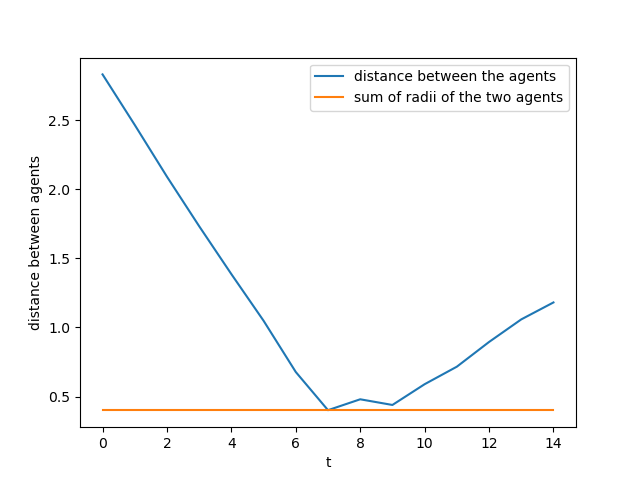 distance between the agents
sum of radii of the two agents
distance between agents
2.5
2.0
1.5
1.0
0.5
0 2 4 6 8 10 12 14
t